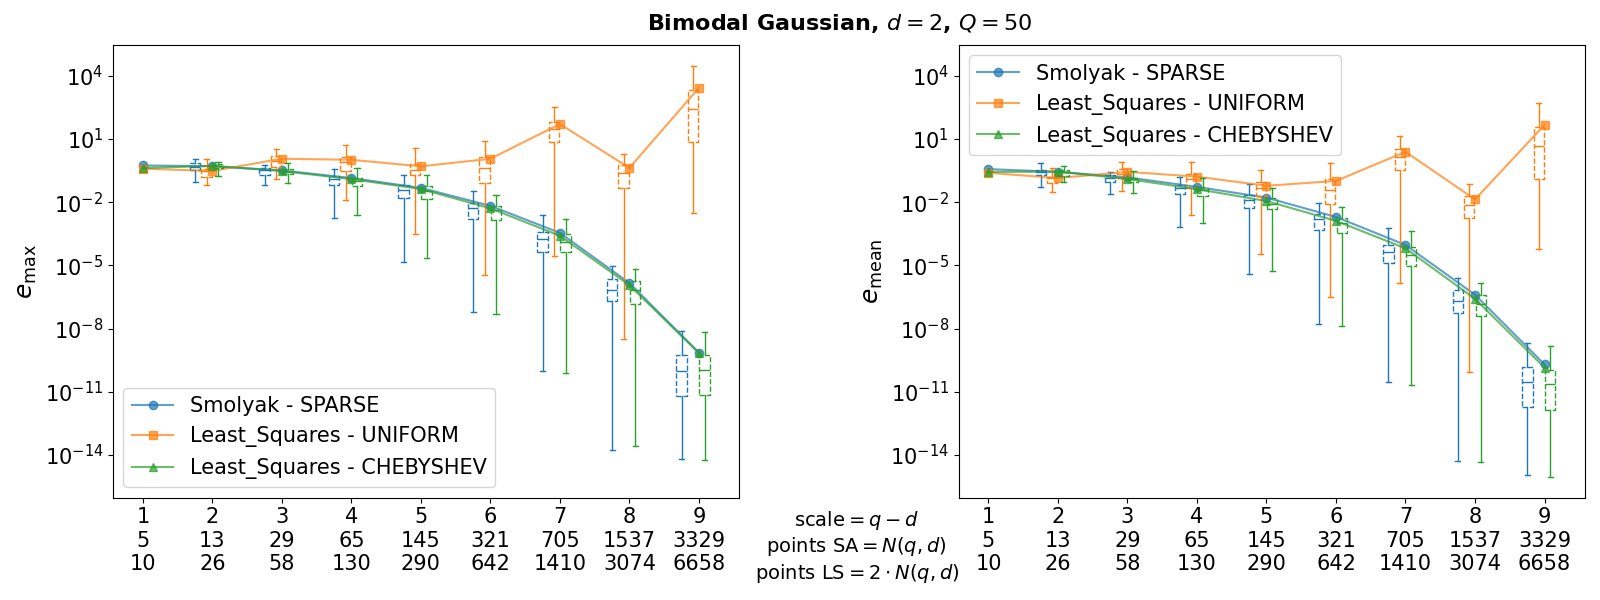 Bimodal Gaussian, d = 2, Q = 50
e_max
10^4
10^1
10^−2
10^−5
10^−8
10^−11
10^−14
Smolyak - SPARSE
Least_Squares - UNIFORM
Least_Squares - CHEBYSHEV
1 2 3 4 5 6 7 8 9
5 13 29 65 145 321 705 1537 3329
10 26 58 130 290 642 1410 3074 6658
scale = q − d
points SA = N(q, d)
points LS = 2 · N(q, d)
e_mean
10^4
10^1
10^−2
10^−5
10^−8
10^−11
10^−14
Smolyak - SPARSE
Least_Squares - UNIFORM
Least_Squares - CHEBYSHEV
1 2 3 4 5 6 7 8 9
5 13 29 65 145 321 705 1537 3329
10 26 58 130 290 642 1410 3074 6658